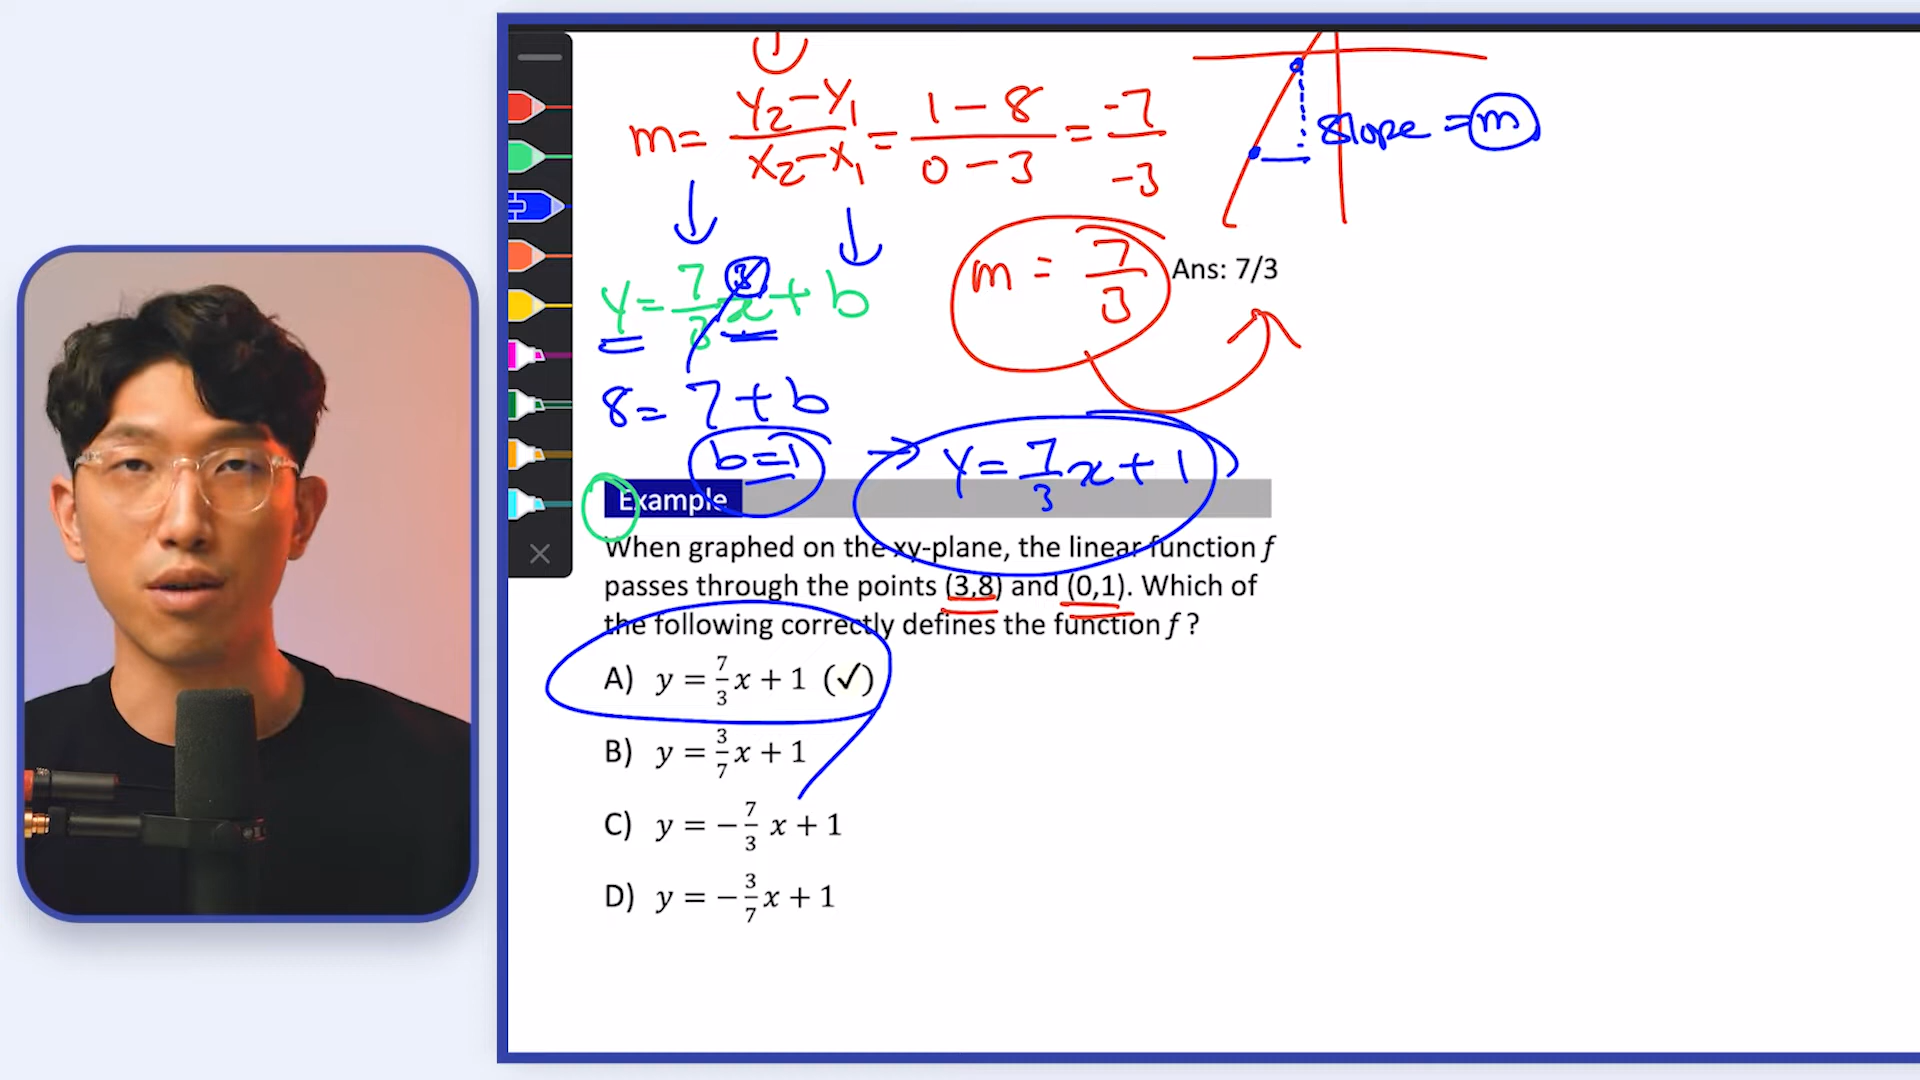 m = y₂ - y₁ / x₂ - x₁ = 1 - 8 / 0 - 3 = -7 / -3
slope = m
y = 7/3 x + b
3
m = 7/3
Ans: 7/3
8 = 7 + b
b = 1 → y = 7/3 x + 1
Example
When graphed on the xy-plane, the linear function f
passes through the points (3,8) and (0,1). Which of
the following correctly defines the function f ?
A) y = 7/3 x + 1 (✓)
B) y = 3/7 x + 1
C) y = − 7/3 x + 1
D) y = − 3/7 x + 1